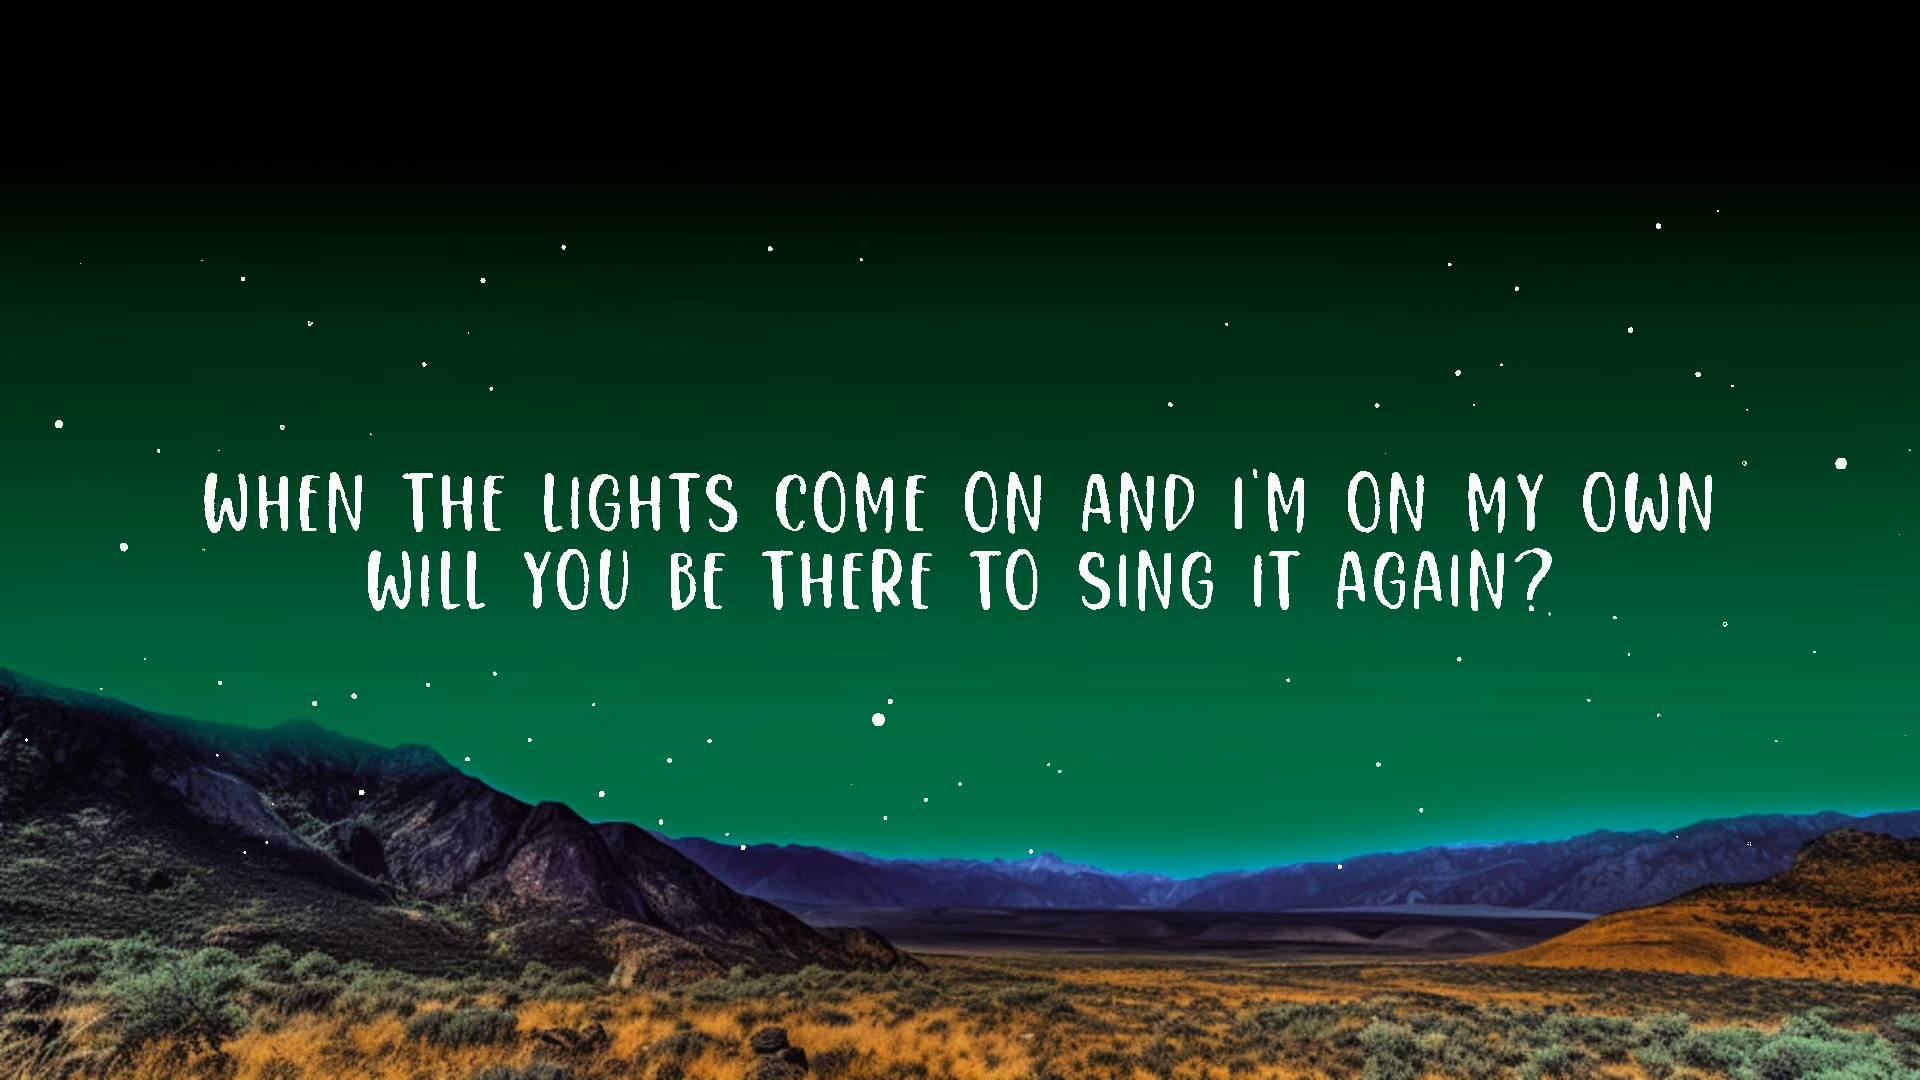 WHEN THE LIGHTS COME ON AND I'M ON MY OWN
WILL YOU BE THERE TO SING IT AGAIN?